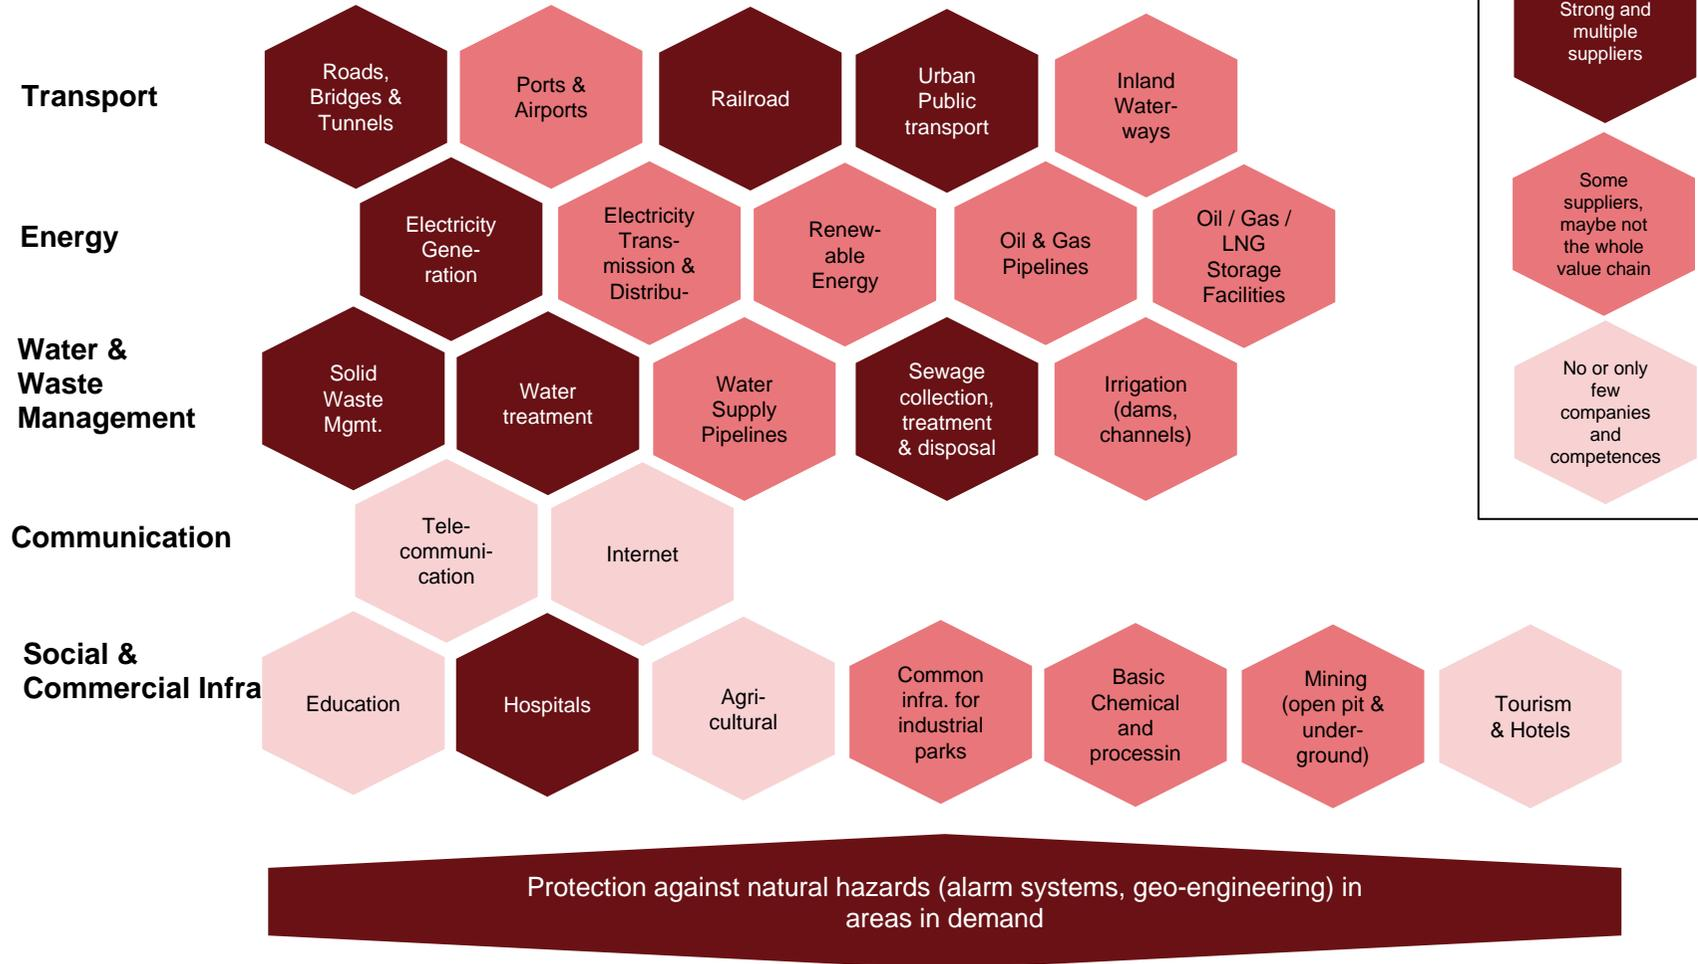 Transport
Roads,
Bridges &
Tunnels
Ports &
Airports
Railroad
Urban
Public
transport
Inland
Water-
ways
Energy
Electricity
Gene-
ration
Electricity
Trans-
mission &
Distribu-
Renew-
able
Energy
Oil & Gas
Pipelines
Oil / Gas /
LNG
Storage
Facilities
Water &
Waste
Management
Solid
Waste
Mgmt.
Water
treatment
Water
Supply
Pipelines
Sewage
collection,
treatment
& disposal
Irrigation
(dams,
channels)
Communication
Tele-
communi-
cation
Internet
Social &
Commercial Infra
Education
Hospitals
Agri-
cultural
Common
infra. for
industrial
parks
Basic
Chemical
and
processin
Mining
(open pit &
under-
ground)
Tourism
& Hotels
Protection against natural hazards (alarm systems, geo-engineering) in
areas in demand
Strong and
multiple
suppliers
Some
suppliers,
maybe not
the whole
value chain
No or only
few
companies
and
competences